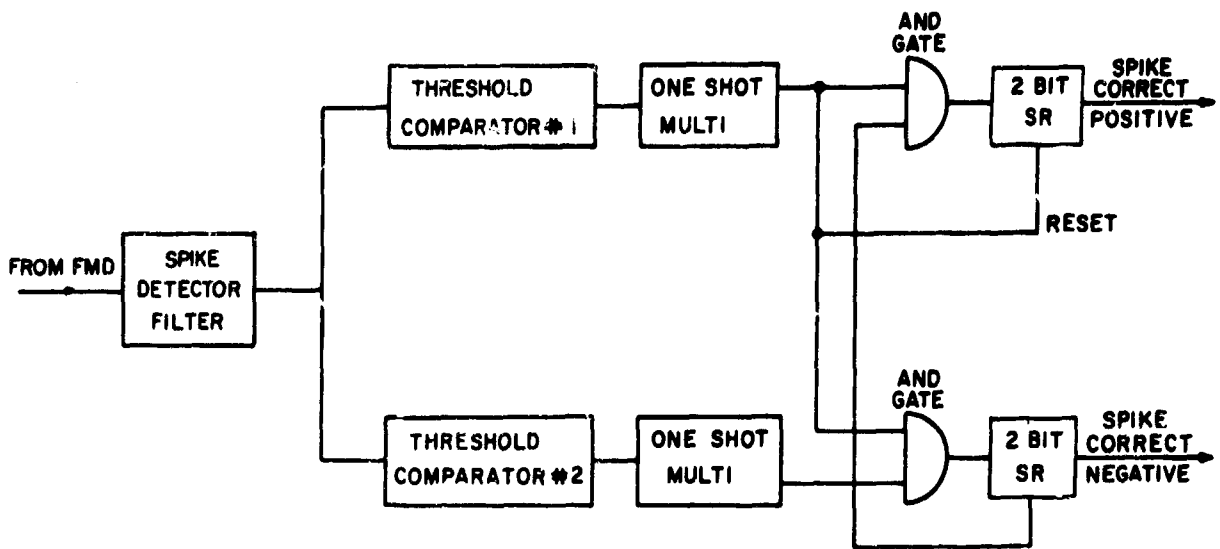 AND
GATE
THRESHOLD
COMPARATOR # 1
ONE SHOT
MULTI
2 BIT
SR
SPIKE
CORRECT
POSITIVE
RESET
FROM FMD
SPIKE
DETECTOR
FILTER
AND
GATE
THRESHOLD
COMPARATOR #2
ONE SHOT
MULTI
2 BIT
SR
SPIKE
CORRECT
NEGATIVE